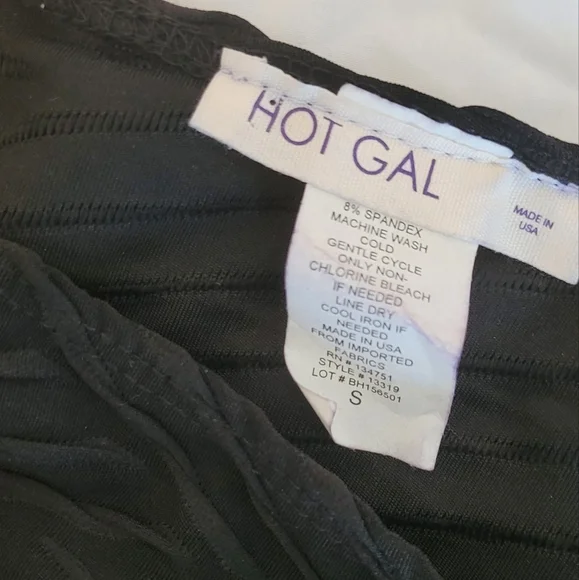 HOT GAL
MADE IN
USA
8% SPANDEX
MACHINE WASH
COLD
GENTLE CYCLE
ONLY NON-
CHLORINE BLEACH
IF NEEDED
LINE DRY
COOL IRON IF
NEEDED
MADE IN USA
FROM IMPORTED
FABRICS
RN # 134751
STYLE # 13319
LOT # BH156501
S